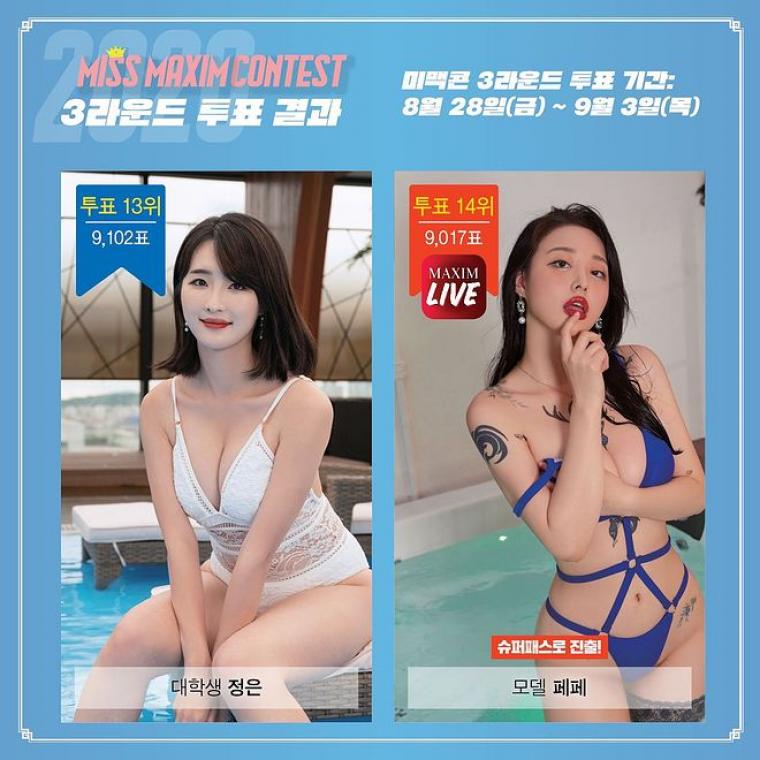 2020
MISS MAXIM CONTEST
3라운드 투표 결과
미맥콘 3라운드 투표 기간:
8월 28일(금) ~ 9월 3일(목)
투표 13위
9,102표
투표 14위
9,017표
MAXIM
LIVE
슈퍼패스로 진출!
대학생 정은
모델 페페